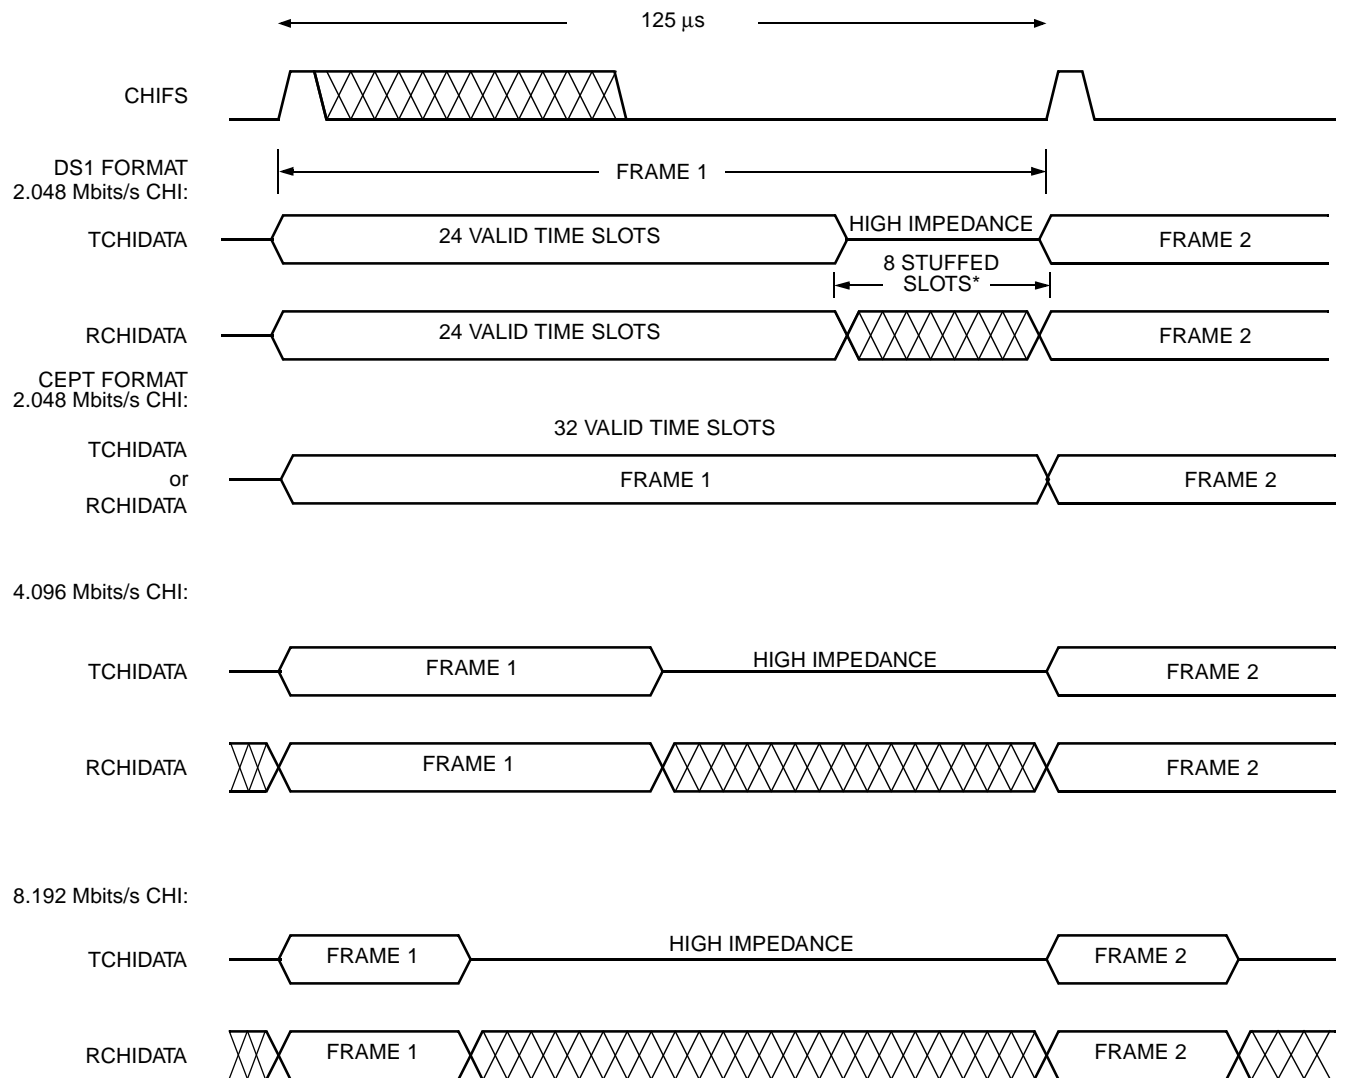 125 µs
CHIFS
DS1 FORMAT
2.048 Mbits/s CHI:
FRAME 1
TCHIDATA
24 VALID TIME SLOTS
HIGH IMPEDANCE
FRAME 2
8 STUFFED
SLOTS*
RCHIDATA
24 VALID TIME SLOTS
FRAME 2
CEPT FORMAT
2.048 Mbits/s CHI:
32 VALID TIME SLOTS
TCHIDATA
or
RCHIDATA
FRAME 1
FRAME 2
4.096 Mbits/s CHI:
TCHIDATA
FRAME 1
HIGH IMPEDANCE
FRAME 2
RCHIDATA
FRAME 1
FRAME 2
8.192 Mbits/s CHI:
TCHIDATA
FRAME 1
HIGH IMPEDANCE
FRAME 2
RCHIDATA
FRAME 1
FRAME 2